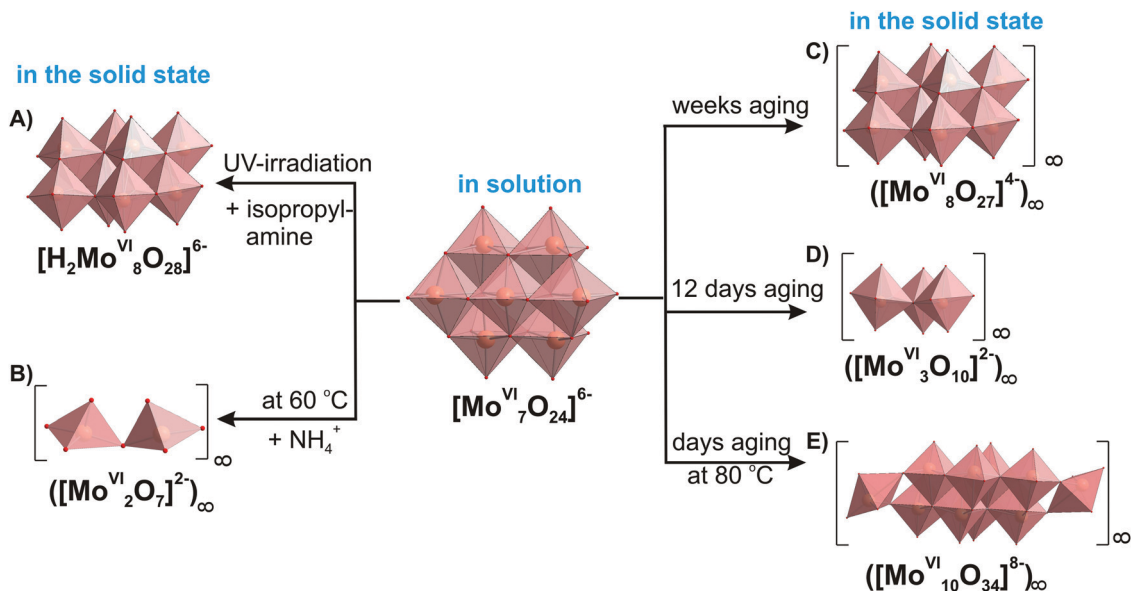 in the solid state
A)
UV-irradiation
+ isopropyl-
amine
[H₂Moⱽᴵ₈O₂₈]⁶⁻
B)
at 60 °C
+ NH₄⁺
∞
([Moⱽᴵ₂O₇]²⁻)∞
in solution
[Moⱽᴵ₇O₂₄]⁶⁻
in the solid state
C)
weeks aging
∞
([Moⱽᴵ₈O₂₇]⁴⁻)∞
D)
12 days aging
∞
([Moⱽᴵ₃O₁₀]²⁻)∞
E)
days aging
at 80 °C
∞
([Moⱽᴵ₁₀O₃₄]⁸⁻)∞